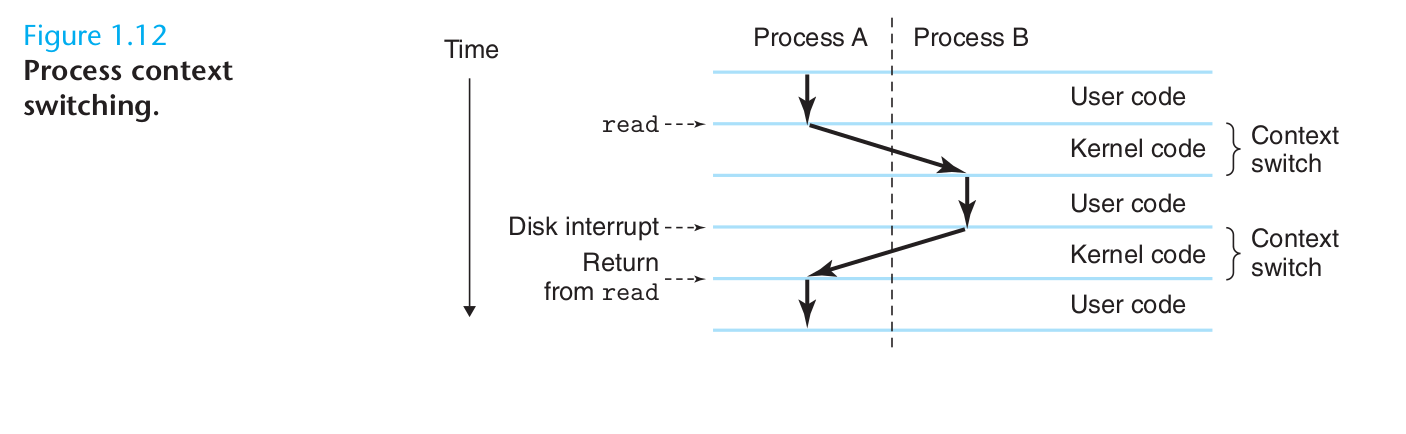 Figure 1.12
Process context
switching.
Time
Process A
Process B
User code
read
Kernel code
Context
switch
User code
Disk interrupt
Kernel code
Context
switch
Return
from read
User code